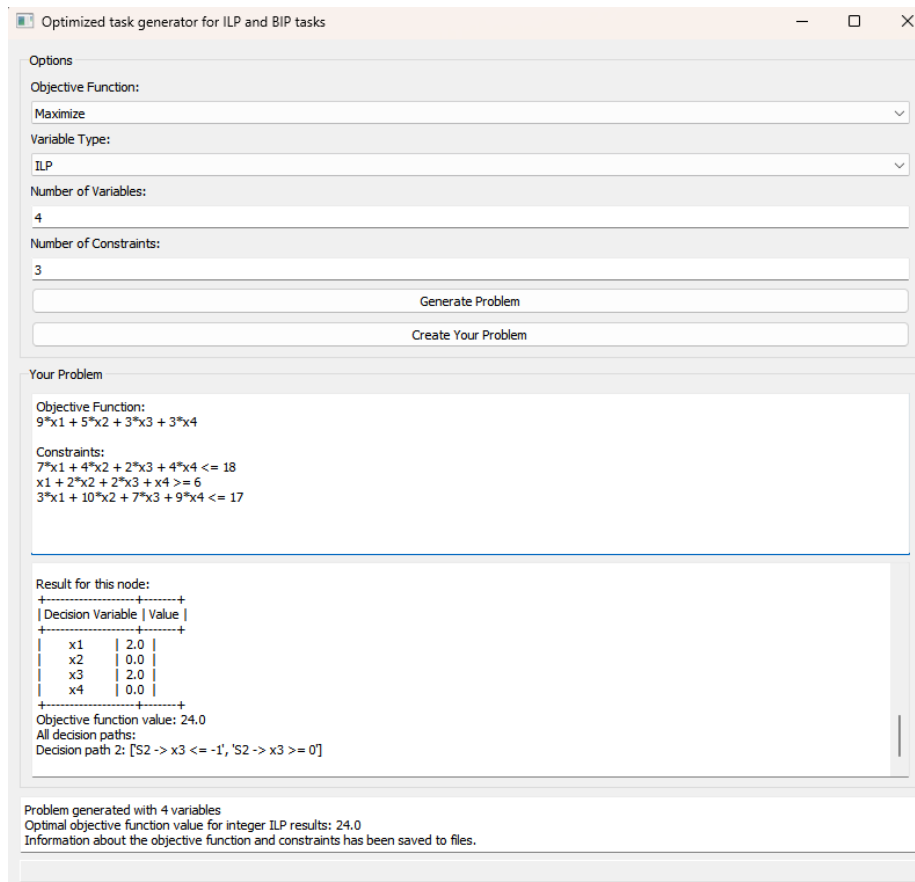 Optimized task generator for ILP and BIP tasks
Options
Objective Function:
Maximize
Variable Type:
ILP
Number of Variables:
4
Number of Constraints:
3
Generate Problem
Create Your Problem
Your Problem
Objective Function:
9*x1 + 5*x2 + 3*x3 + 3*x4
Constraints:
7*x1 + 4*x2 + 2*x3 + 4*x4 <= 18
x1 + 2*x2 + 2*x3 + x4 >= 6
3*x1 + 10*x2 + 7*x3 + 9*x4 <= 17
Result for this node:
+--------------------+-------+
| Decision Variable | Value |
+--------------------+-------+
| x1 | 2.0 |
| x2 | 0.0 |
| x3 | 2.0 |
| x4 | 0.0 |
+--------------------+-------+
Objective function value: 24.0
All decision paths:
Decision path 2: ['S2 -> x3 <= -1', 'S2 -> x3 >= 0']
Problem generated with 4 variables
Optimal objective function value for integer ILP results: 24.0
Information about the objective function and constraints has been saved to files.